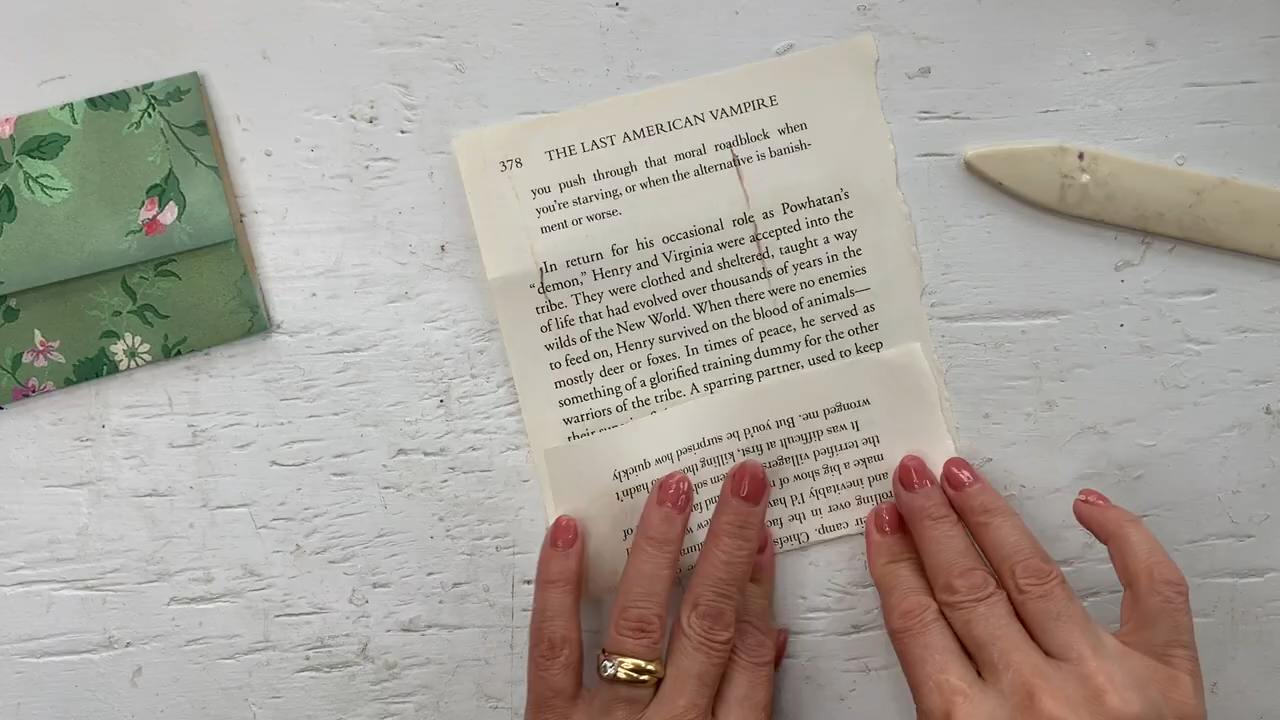 378 THE LAST AMERICAN VAMPIRE
you push through that moral roadblock when
you're starving, or when the alternative is banish-
ment or worse.
In return for his occasional role as Powhatan's
“demon,” Henry and Virginia were accepted into the
tribe. They were clothed and sheltered, taught a way
of life that had evolved over thousands of years in the
wilds of the New World. When there were no enemies
to feed on, Henry survived on the blood of animals—
mostly deer or foxes. In times of peace, he served as
something of a glorified training dummy for the other
warriors of the tribe. A sparring partner, used to keep
their
camp. Chiefs
rolling over in the
and inevitably I'd
make a big show of
the terrified villagers
It was difficult at first, killing
wronged me. But you'd be surprised how quickly